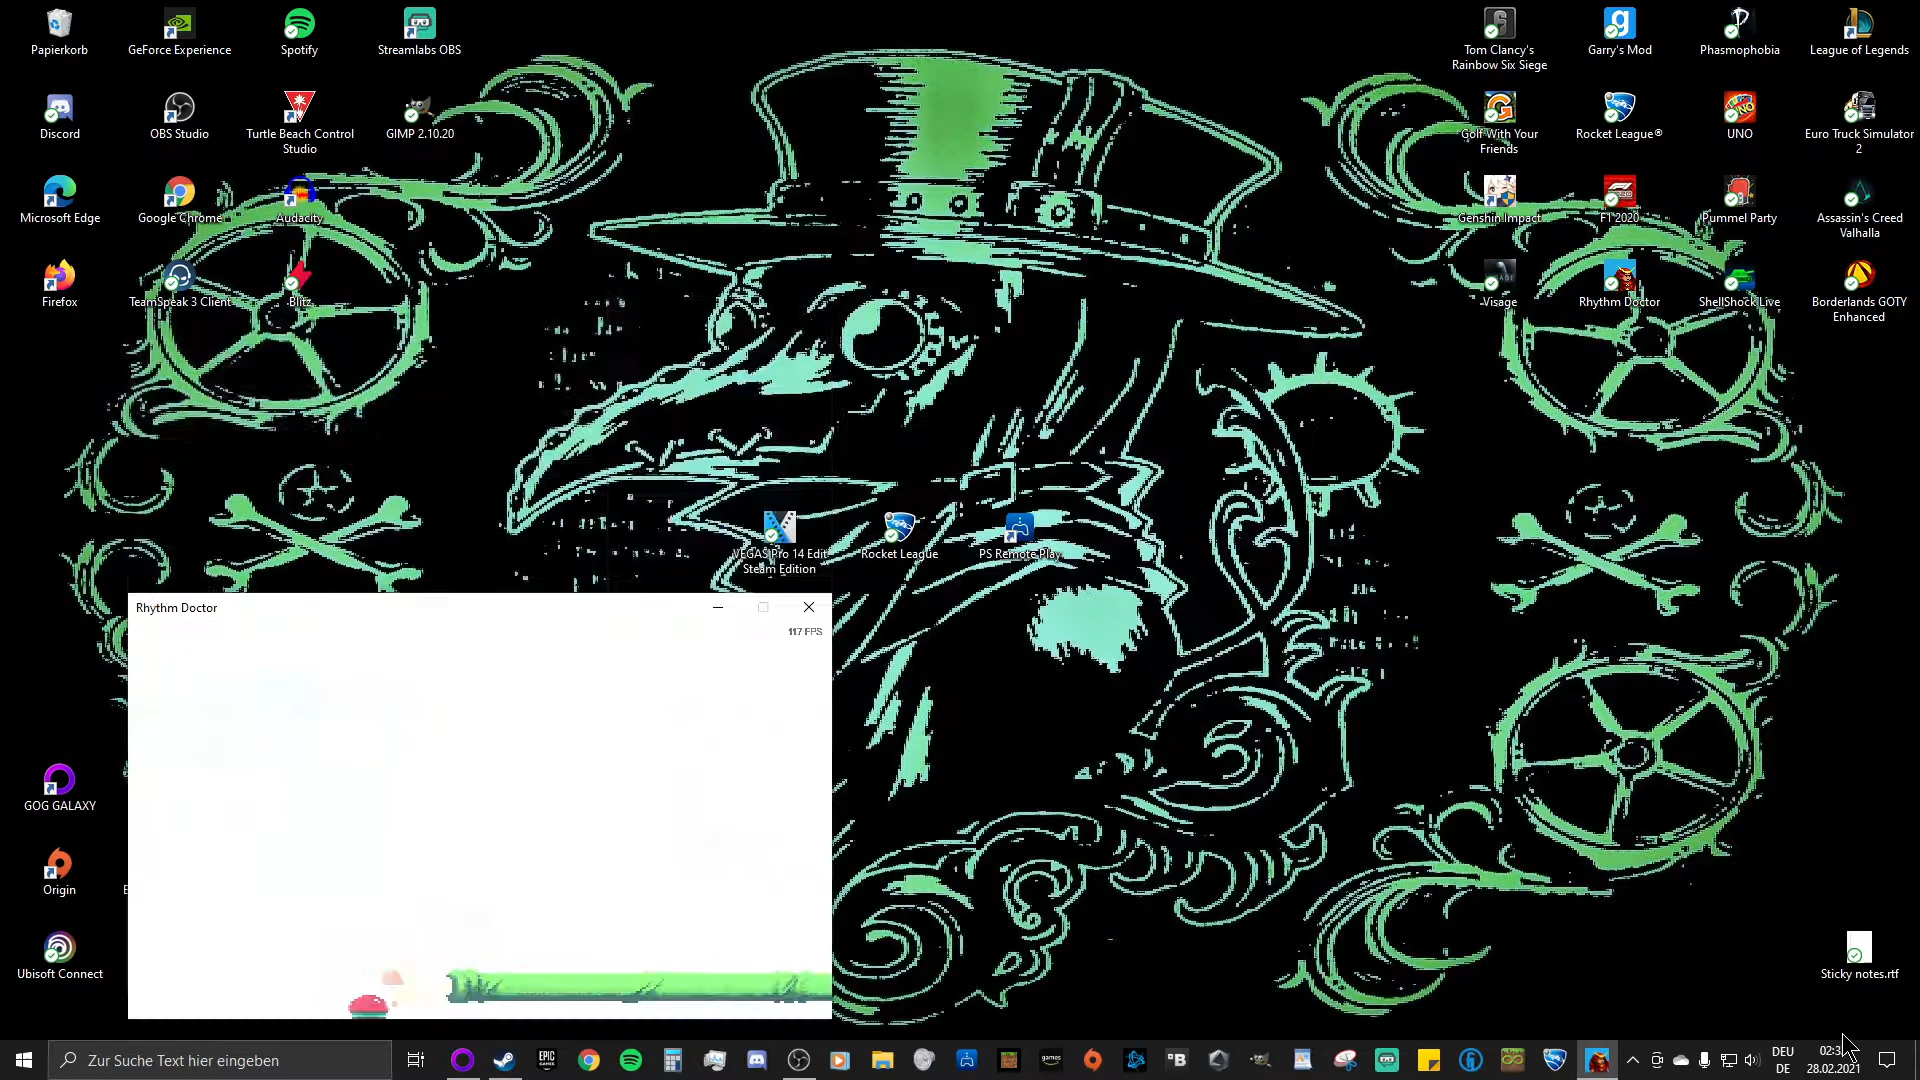 Papierkorb
GeForce Experience
Spotify
Streamlabs OBS
Tom Clancy's
Rainbow Six Siege
Garry's Mod
Phasmophobia
League of Legends
Discord
OBS Studio
Turtle Beach Control
Studio
GIMP 2.10.20
Golf With Your
Friends
Rocket League®
UNO
Euro Truck Simulator
2
Microsoft Edge
Google Chrome
Audacity
Genshin Impact
F1 2020
Pummel Party
Assassin's Creed
Valhalla
Firefox
TeamSpeak 3 Client
Blitz
Visage
Rhythm Doctor
ShellShock Live
Borderlands GOTY
Enhanced
VEGAS Pro 14 Edit
Steam Edition
Rocket League
PS Remote Play
Rhythm Doctor
117 FPS
GOG GALAXY
Origin
E
Ubisoft Connect
Sticky notes.rtf
Zur Suche Text hier eingeben
EPIC
GAMES
games
DEU
DE
02:3
28.02.2021